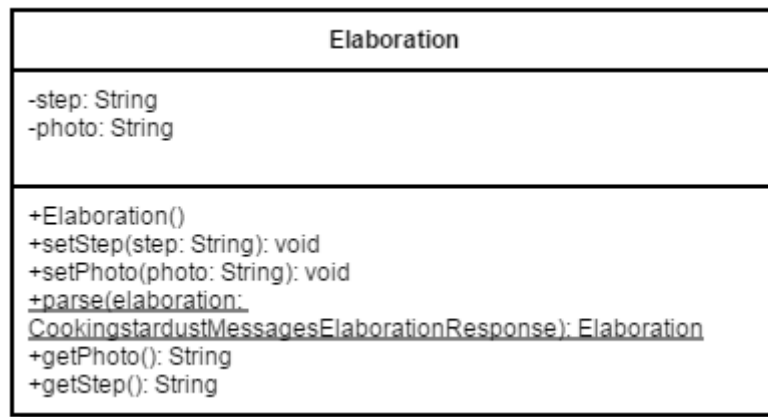 Elaboration
-step: String
-photo: String
+Elaboration()
+setStep(step: String): void
+setPhoto(photo: String): void
+parse(elaboration:
CookingstardustMessagesElaborationResponse): Elaboration
+getPhoto(): String
+getStep(): String